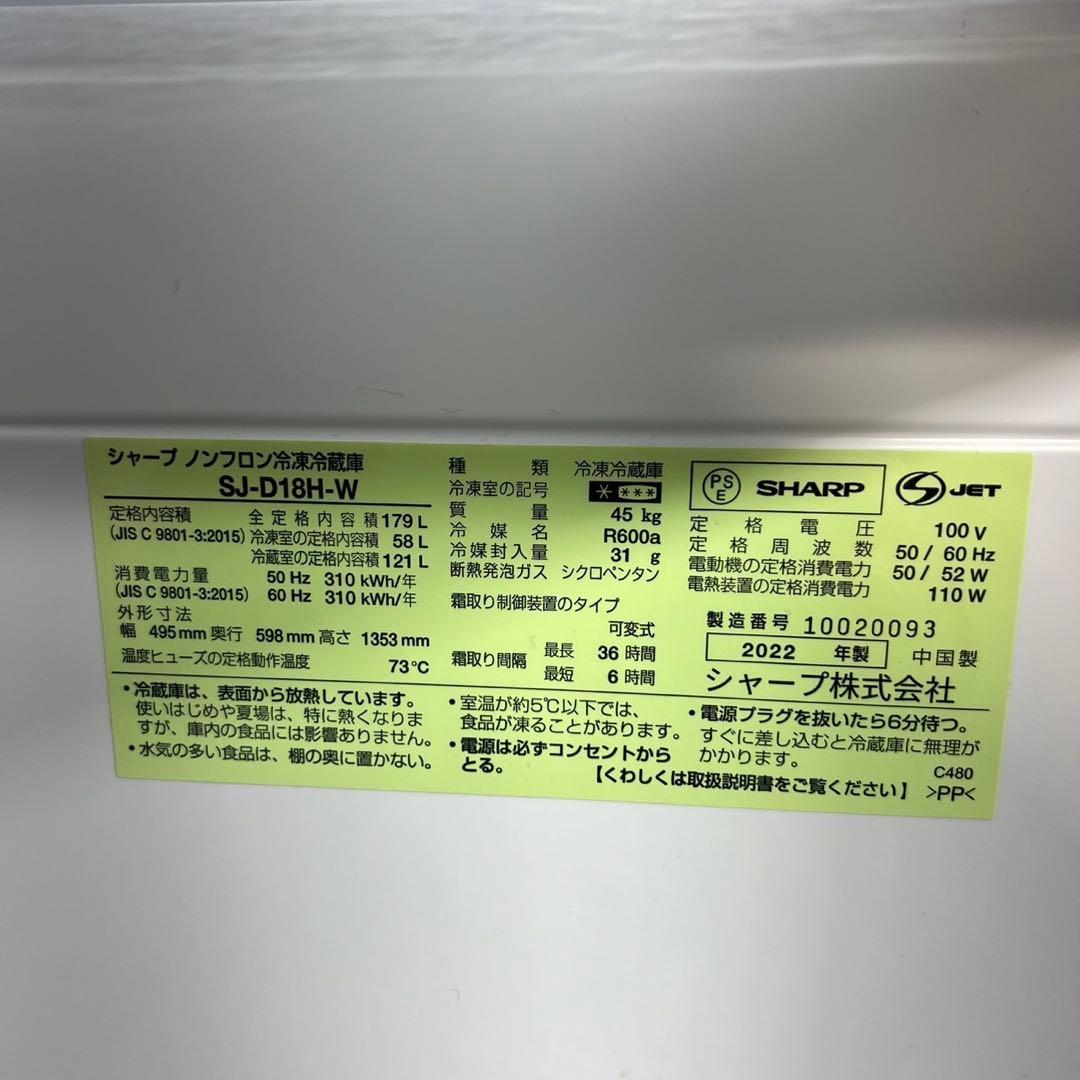 シャープ ノンフロン冷凍冷蔵庫
SJ-D18H-W
定格内容積 全定格内容積 179 L
(JIS C 9801-3:2015) 冷凍室の定格内容積 58 L
冷蔵室の定格内容積 121 L
消費電力量 50 Hz 310 kWh/年
(JIS C 9801-3:2015) 60 Hz 310 kWh/年
外形寸法
幅 495 mm 奥行 598 mm 高さ 1353 mm
温度ヒューズの定格動作温度 73℃
種類 冷凍冷蔵庫
冷凍室の記号 * ***
質量 45 kg
冷媒名 R600a
冷媒封入量 31 g
断熱発泡ガス シクロペンタン
霜取り制御装置のタイプ
可変式
霜取り間隔 最長 36 時間
最短 6 時間
PSE SHARP JET
定格電圧 100 V
定格周波数 50 / 60 Hz
電動機の定格消費電力 50 / 52 W
電熱装置の定格消費電力 110 W
製造番号 10020093
2022 年製 中国製
シャープ株式会社
・冷蔵庫は、表面から放熱しています。
使いはじめや夏場は、特に熱くなりま
すが、庫内の食品には影響ありません。
・水気の多い食品は、棚の奥に置かない。
・室温が約5℃以下では、
食品が凍ることがあります。
・電源は必ずコンセントから
とる。
・電源プラグを抜いたら6分待つ。
すぐに差し込むと冷蔵庫に無理が
かかります。
C480
【くわしくは取扱説明書をご覧ください】 >PP<